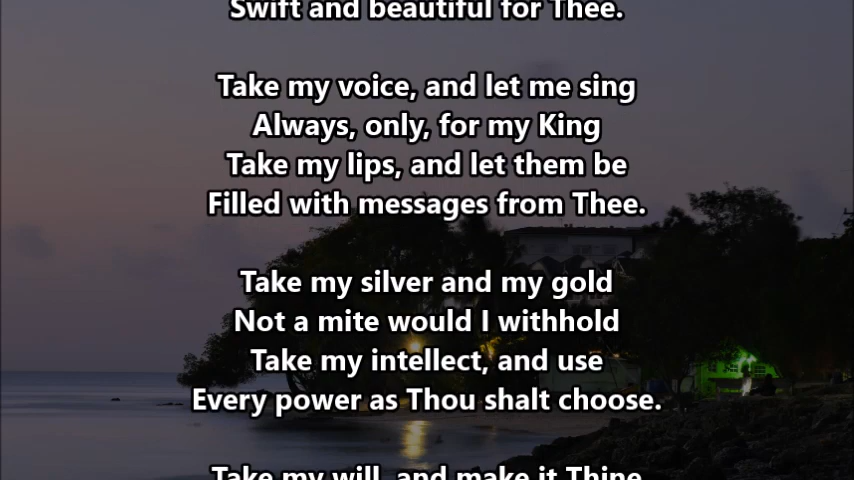 Swift and beautiful for Thee.
Take my voice, and let me sing
Always, only, for my King
Take my lips, and let them be
Filled with messages from Thee.
Take my silver and my gold
Not a mite would I withhold
Take my intellect, and use
Every power as Thou shalt choose.
Take my will, and make it Thine